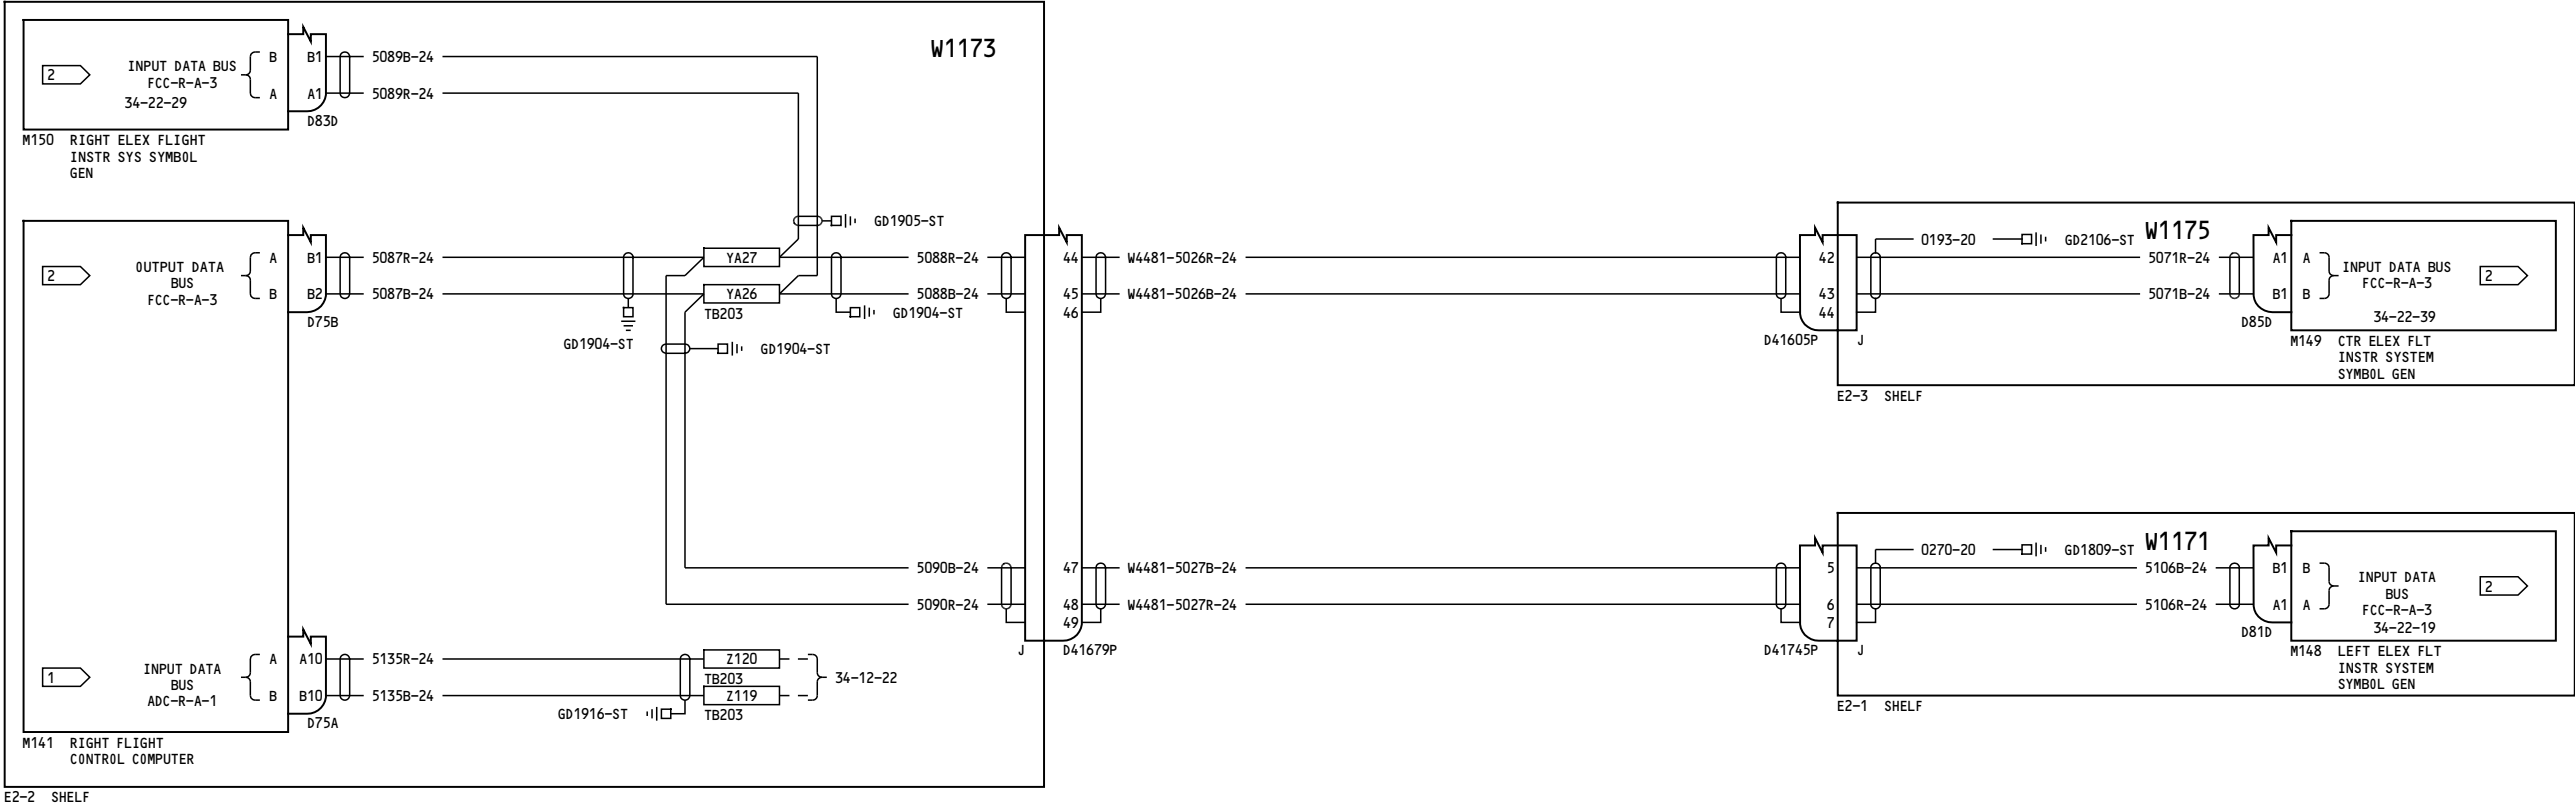 W1173
2
INPUT DATA BUS
FCC-R-A-3
34-22-29
B
A
B1
A1
5089B-24
5089R-24
D83D
M150 RIGHT ELEX FLIGHT
INSTR SYS SYMBOL
GEN
2
OUTPUT DATA
BUS
FCC-R-A-3
A
B
B1
B2
5087R-24
5087B-24
D75B
GD1904-ST
YA27
YA26
TB203
GD1905-ST
GD1904-ST
GD1904-ST
5088R-24
5088B-24
5090B-24
5090R-24
44
45
46
47
48
49
J
D41679P
1
INPUT DATA
BUS
ADC-R-A-1
A
B
A10
B10
5135R-24
5135B-24
D75A
GD1916-ST
Z120
TB203
Z119
TB203
34-12-22
M141 RIGHT FLIGHT
CONTROL COMPUTER
E2-2 SHELF
W4481-5026R-24
W4481-5026B-24
W4481-5027B-24
W4481-5027R-24
42
43
44
D41605P
J
0193-20
GD2106-ST
W1175
5071R-24
5071B-24
A1
B1
D85D
A
B
INPUT DATA BUS
FCC-R-A-3
34-22-39
2
M149 CTR ELEX FLT
INSTR SYSTEM
SYMBOL GEN
E2-3 SHELF
5
6
7
D41745P
J
0270-20
GD1809-ST
W1171
5106B-24
5106R-24
B1
A1
D81D
B
A
INPUT DATA
BUS
FCC-R-A-3
34-22-19
2
M148 LEFT ELEX FLT
INSTR SYSTEM
SYMBOL GEN
E2-1 SHELF